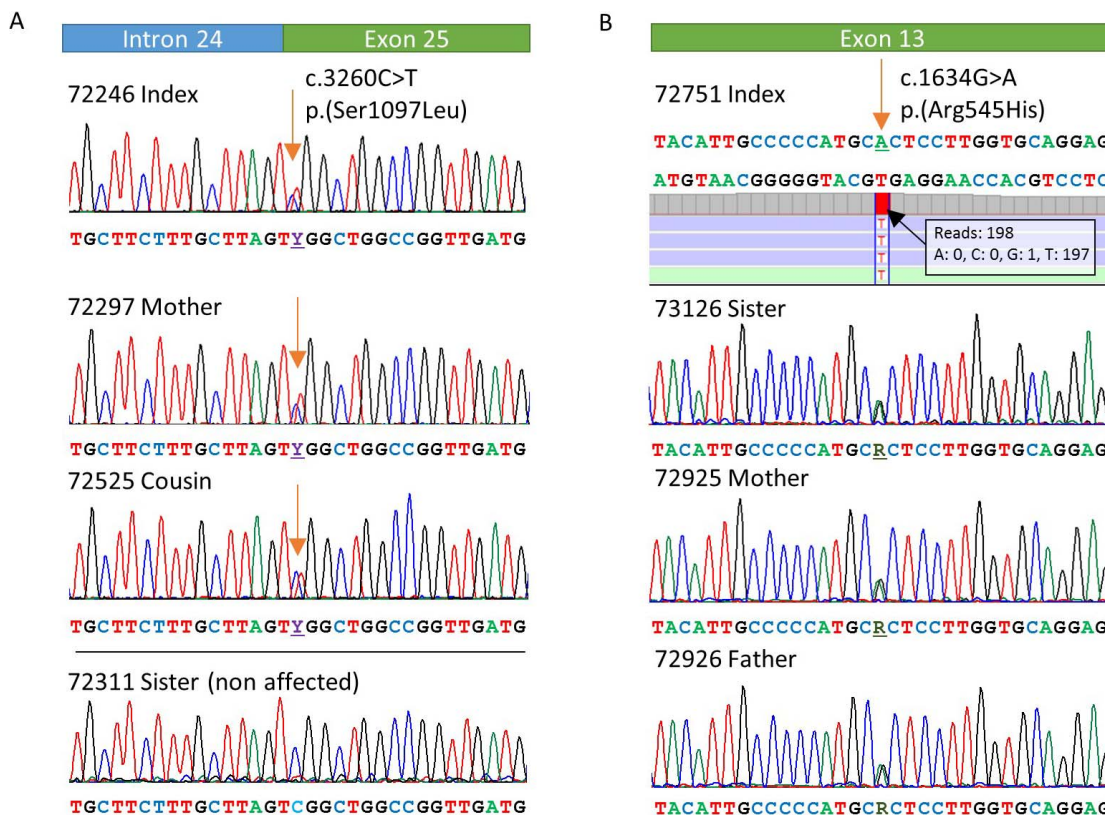 A
Intron 24
Exon 25
72246 Index
c.3260C>T
p.(Ser1097Leu)
TGCTTCTTTGCTTAGTYGGCTGGCCGGTTGATG
72297 Mother
TGCTTCTTTGCTTAGTYGGCTGGCCGGTTGATG
72525 Cousin
TGCTTCTTTGCTTAGTYGGCTGGCCGGTTGATG
72311 Sister (non affected)
TGCTTCTTTGCTTAGTCGGCTGGCCGGTTGATG
B
Exon 13
72751 Index
c.1634G>A
p.(Arg545His)
TACATTGCCCCCATGCACTCCTTGGTGCAGGAG
ATGTAACGGGGGTACGTGAGGAACCACGTCCTC
T
T
T
T
Reads: 198
A: 0, C: 0, G: 1, T: 197
73126 Sister
TACATTGCCCCCATGCRCTCCTTGGTGCAGGAG
72925 Mother
TACATTGCCCCCATGCRCTCCTTGGTGCAGGAG
72926 Father
TACATTGCCCCCATGCRCTCCTTGGTGCAGGAG